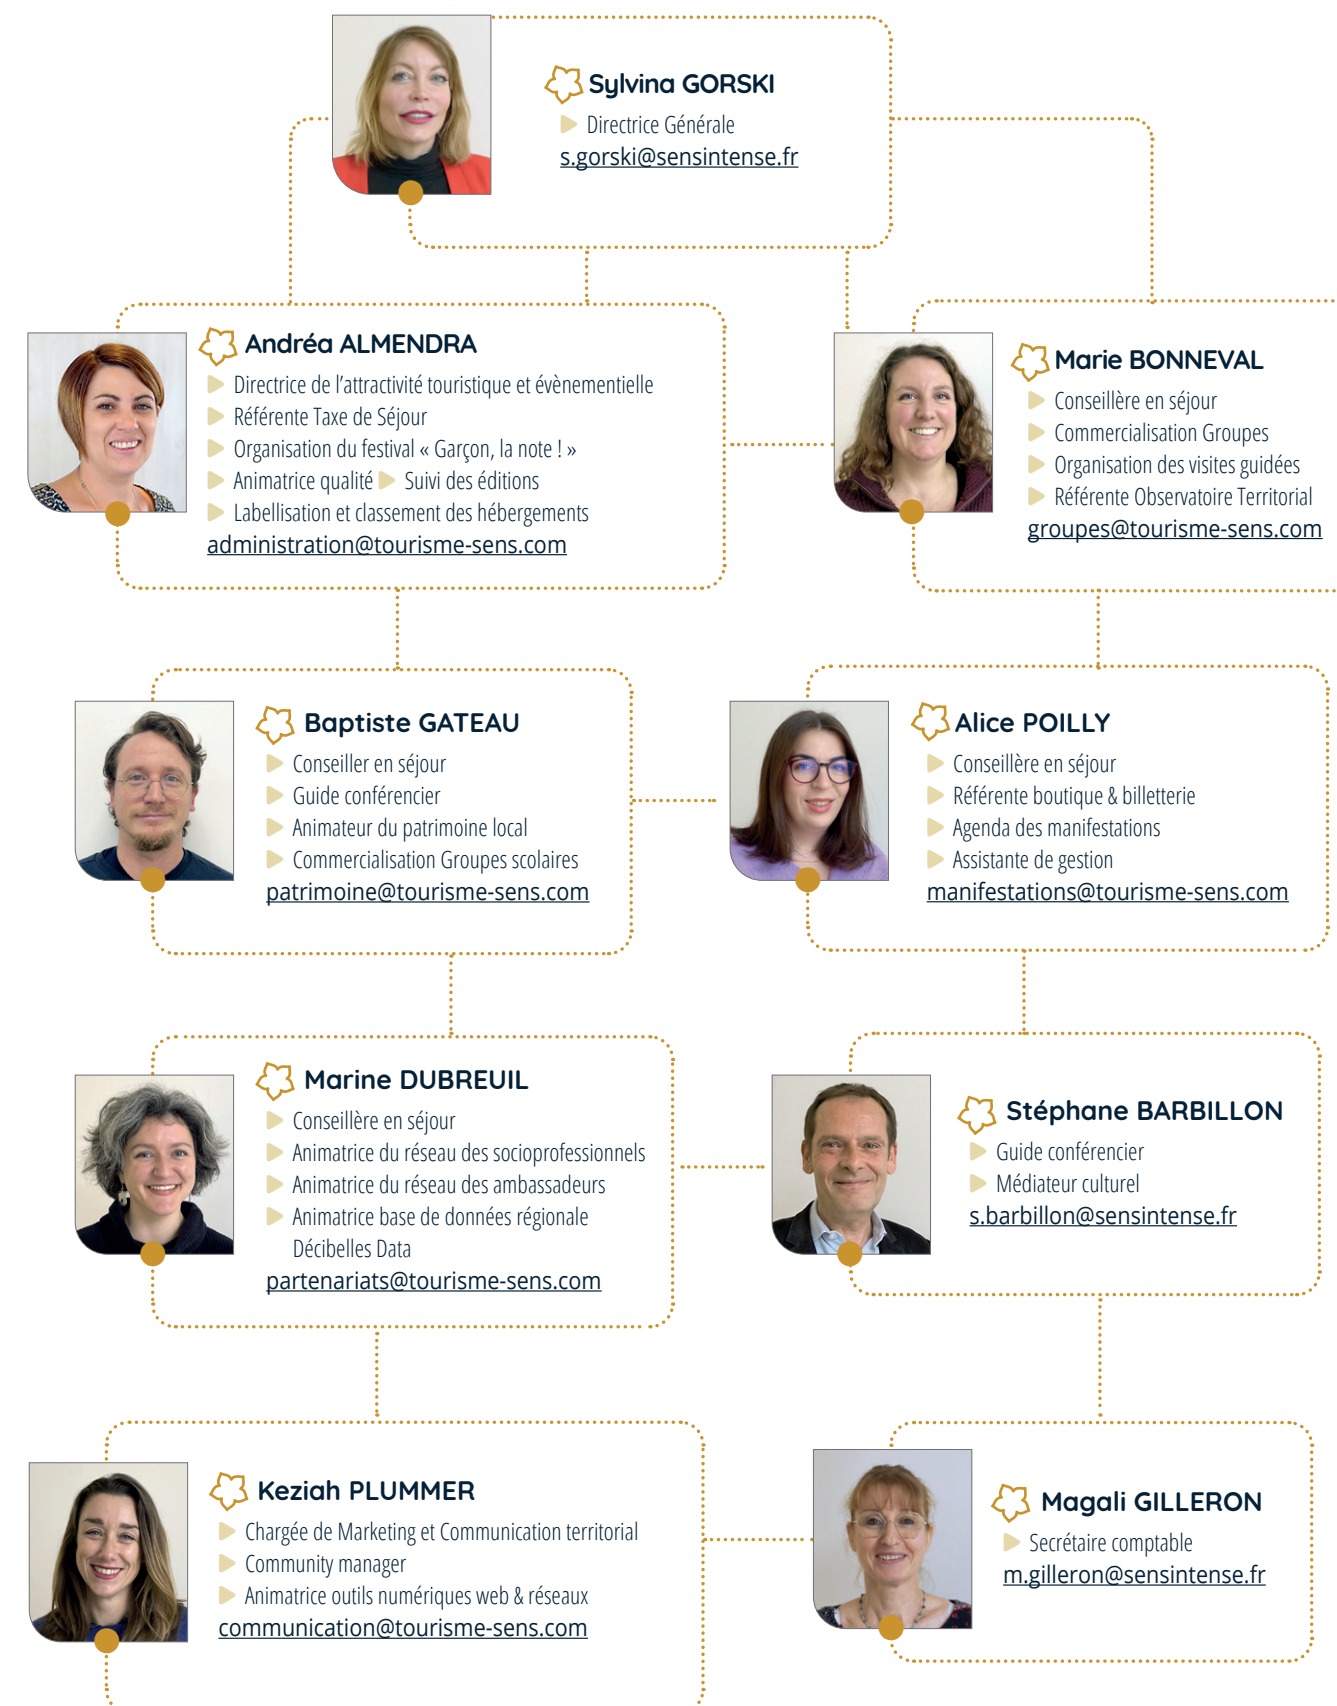 Sylvina GORSKI
Directrice Générale
s.gorski@sensintense.fr
Andréa ALMENDRA
Directrice de l'attractivité touristique et évènementielle
Référente Taxe de Séjour
Organisation du festival « Garçon, la note ! »
Animatrice qualité Suivi des éditions
Labellisation et classement des hébergements
administration@tourisme-sens.com
Marie BONNEVAL
Conseillère en séjour
Commercialisation Groupes
Organisation des visites guidées
Référente Observatoire Territorial
groupes@tourisme-sens.com
Baptiste GATEAU
Conseiller en séjour
Guide conférencier
Animateur du patrimoine local
Commercialisation Groupes scolaires
patrimoine@tourisme-sens.com
Alice POILLY
Conseillère en séjour
Référente boutique & billetterie
Agenda des manifestations
Assistante de gestion
manifestations@tourisme-sens.com
Marine DUBREUIL
Conseillère en séjour
Animatrice du réseau des socioprofessionnels
Animatrice du réseau des ambassadeurs
Animatrice base de données régionale
Décibelles Data
partenariats@tourisme-sens.com
Stéphane BARBILLON
Guide conférencier
Médiateur culturel
s.barbillon@sensintense.fr
Keziah PLUMMER
Chargée de Marketing et Communication territorial
Community manager
Animatrice outils numériques web & réseaux
communication@tourisme-sens.com
Magali GILLERON
Secrétaire comptable
m.gilleron@sensintense.fr